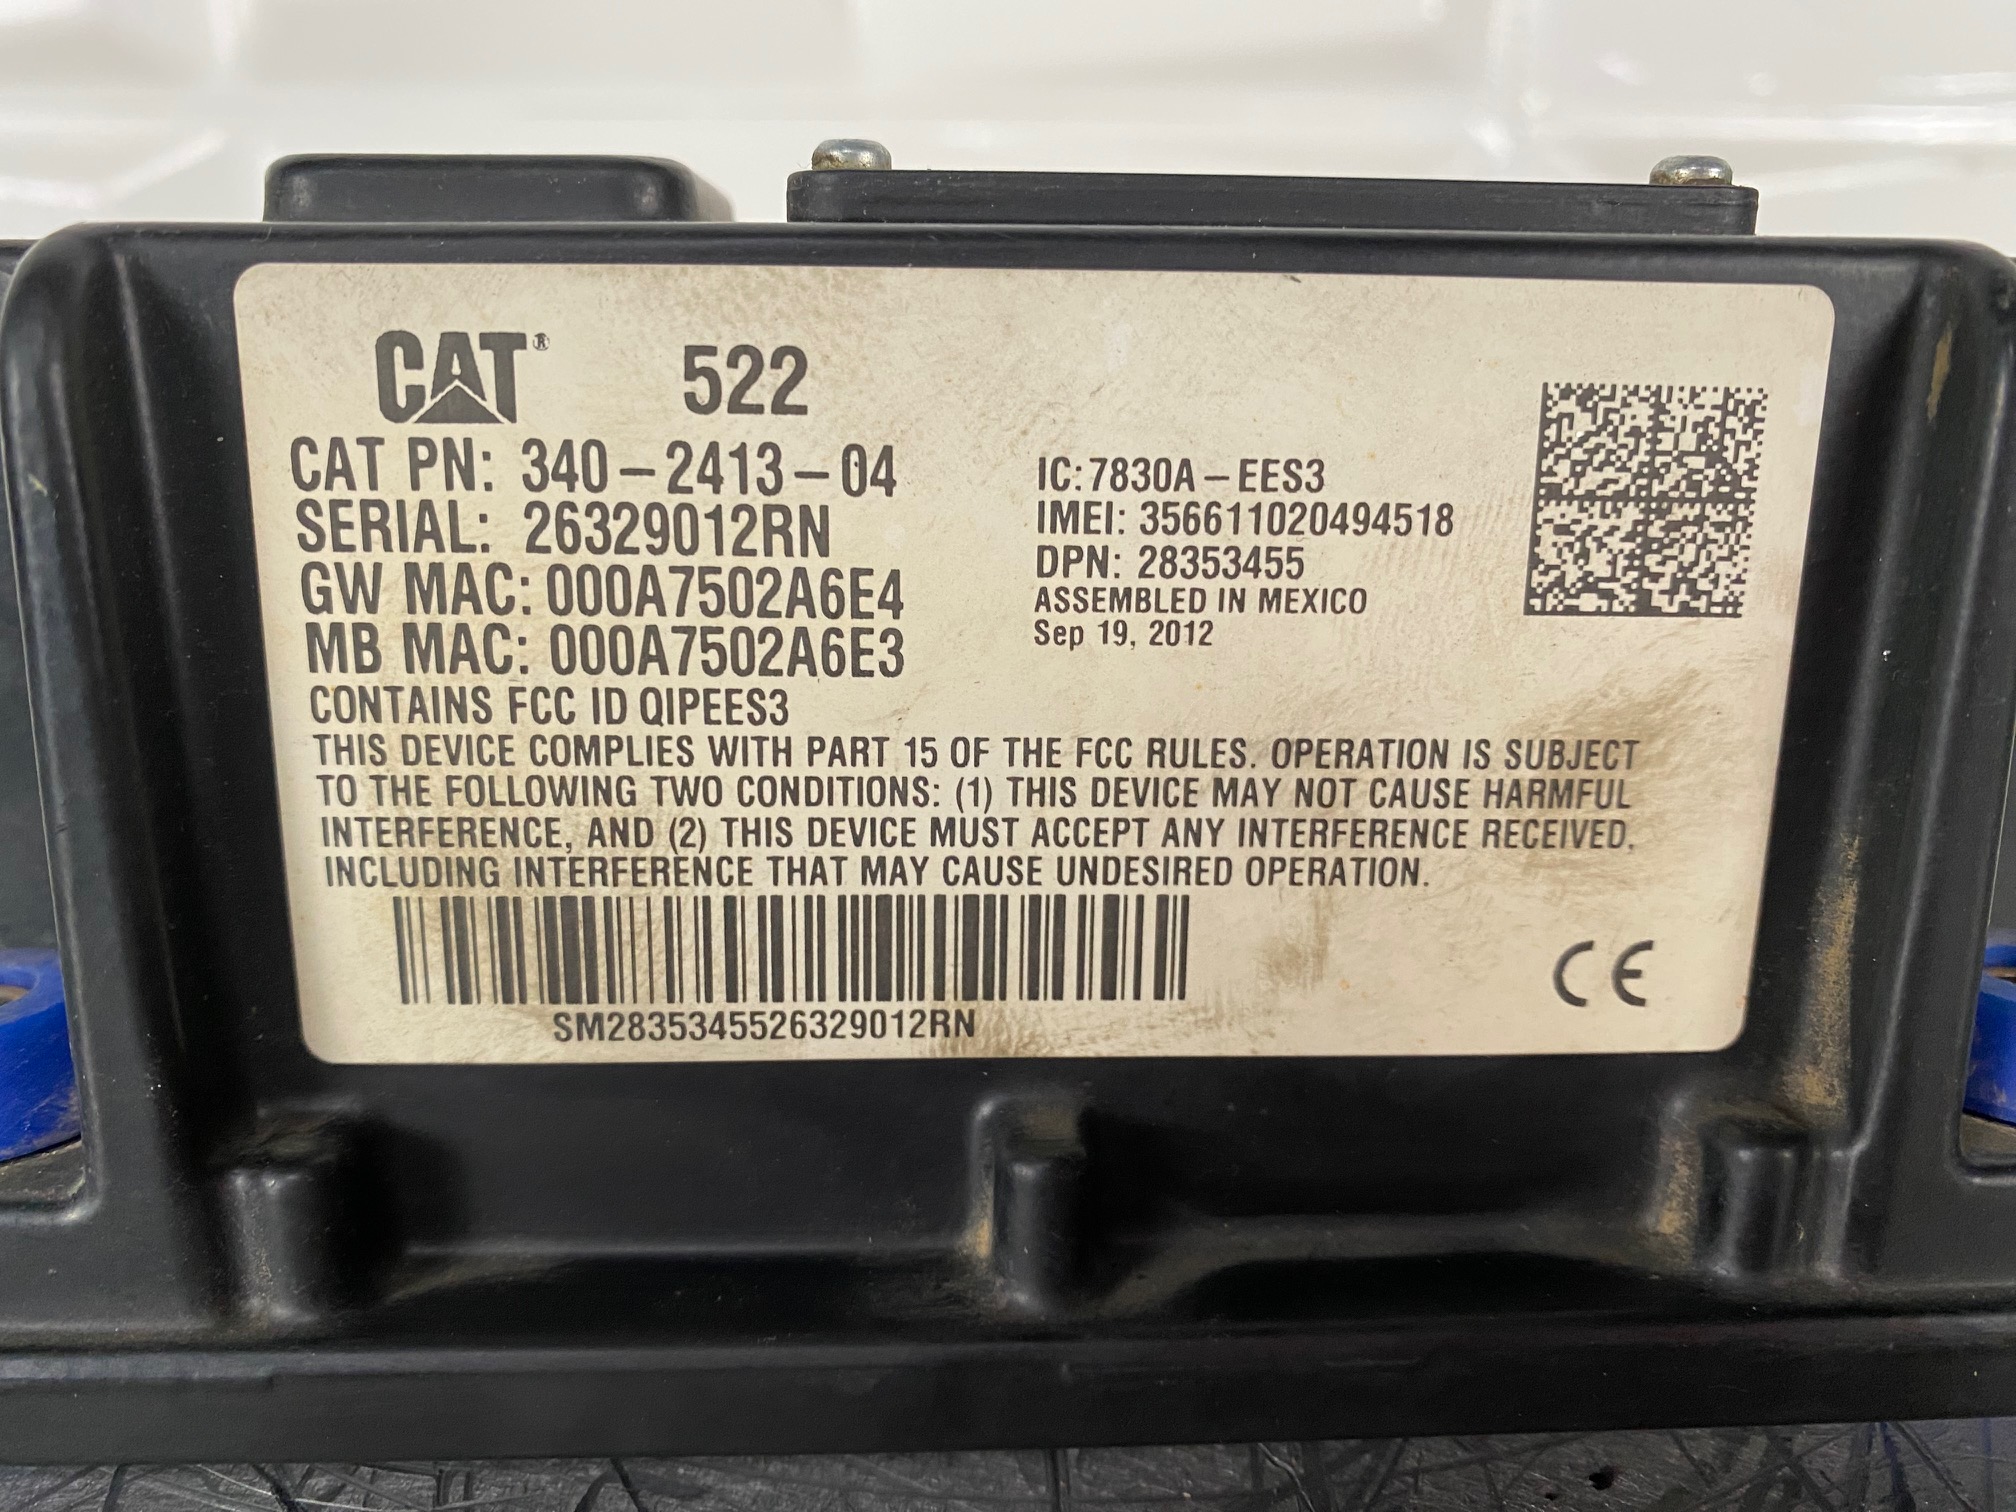 CAT® 522
CAT PN: 340-2413-04
SERIAL: 26329012RN
GW MAC: 000A7502A6E4
MB MAC: 000A7502A6E3
CONTAINS FCC ID QIPEES3
IC: 7830A-EES3
IMEI: 356611020494518
DPN: 28353455
ASSEMBLED IN MEXICO
Sep 19, 2012
THIS DEVICE COMPLIES WITH PART 15 OF THE FCC RULES. OPERATION IS SUBJECT
TO THE FOLLOWING TWO CONDITIONS: (1) THIS DEVICE MAY NOT CAUSE HARMFUL
INTERFERENCE, AND (2) THIS DEVICE MUST ACCEPT ANY INTERFERENCE RECEIVED,
INCLUDING INTERFERENCE THAT MAY CAUSE UNDESIRED OPERATION.
SM2835345526329012RN
CE